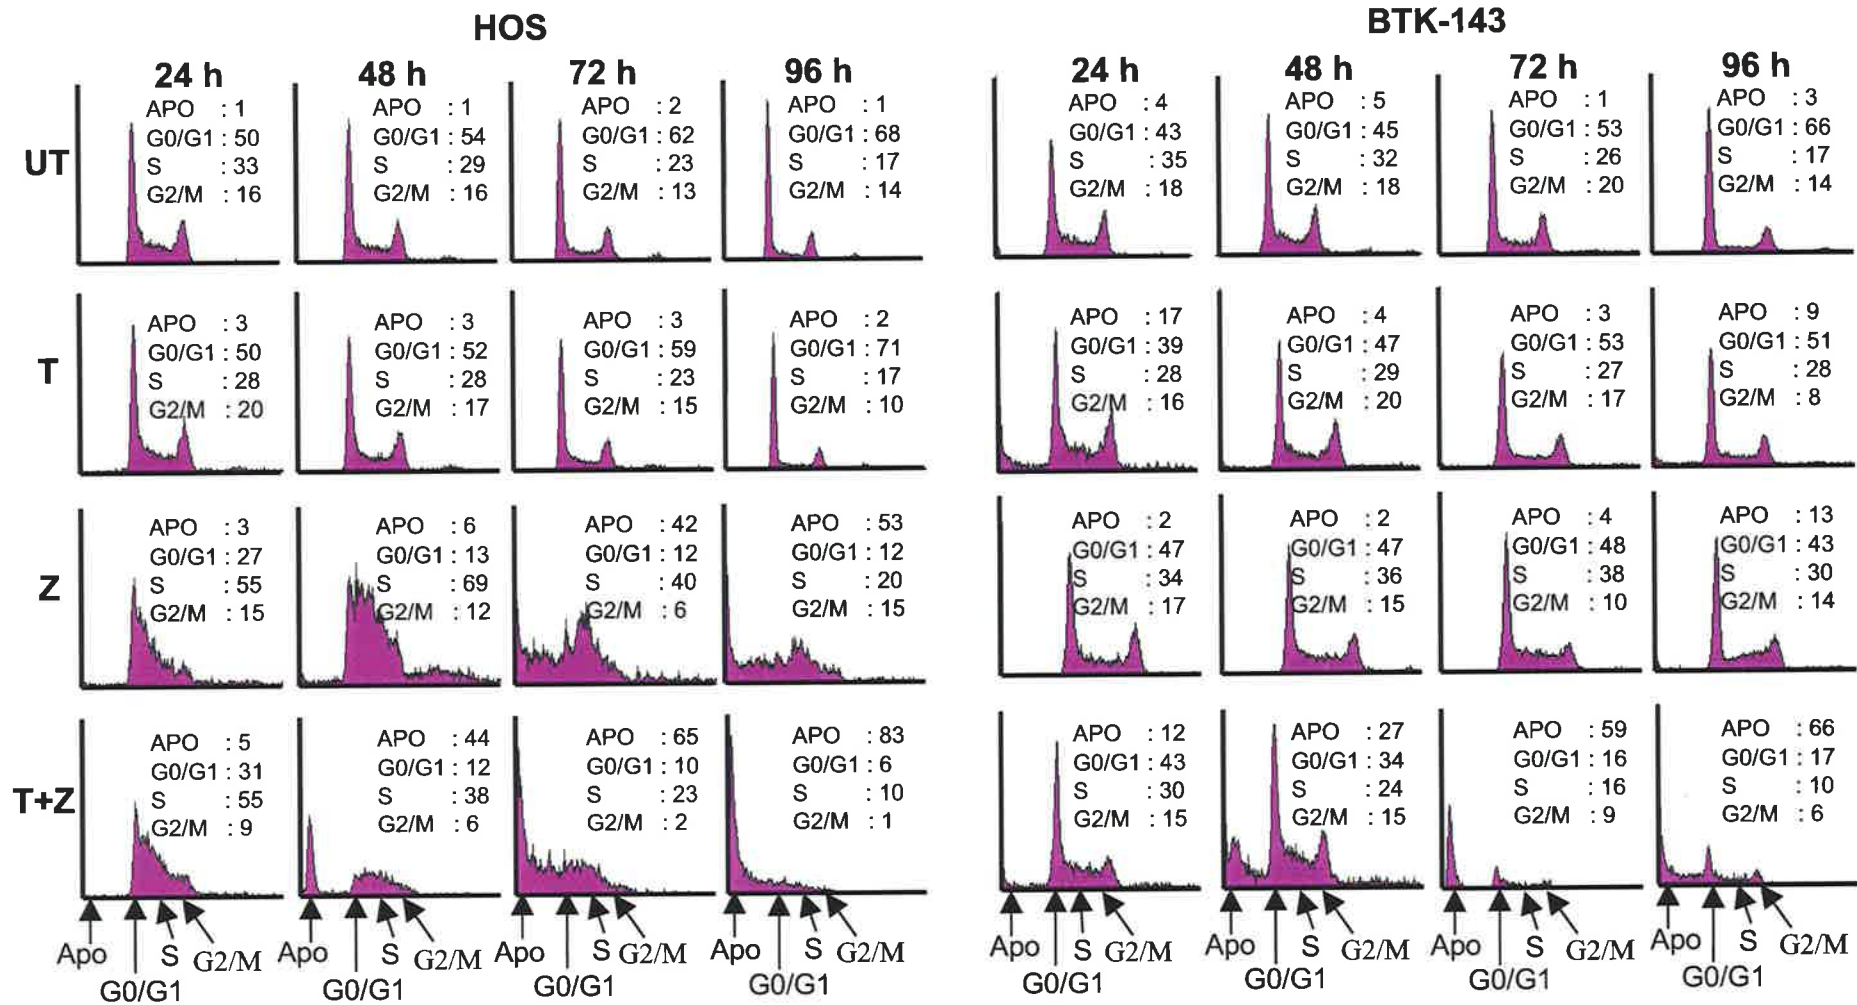 HOS
BTK-143
24 h 48 h 72 h 96 h 24 h 48 h 72 h 96 h
UT
APO : 1
G0/G1 : 50
S : 33
G2/M : 16
APO : 1
G0/G1 : 54
S : 29
G2/M : 16
APO : 2
G0/G1 : 62
S : 23
G2/M : 13
APO : 1
G0/G1 : 68
S : 17
G2/M : 14
APO : 4
G0/G1 : 43
S : 35
G2/M : 18
APO : 5
G0/G1 : 45
S : 32
G2/M : 18
APO : 1
G0/G1 : 53
S : 26
G2/M : 20
APO : 3
G0/G1 : 66
S : 17
G2/M : 14
T
APO : 3
G0/G1 : 50
S : 28
G2/M : 20
APO : 3
G0/G1 : 52
S : 28
G2/M : 17
APO : 3
G0/G1 : 59
S : 23
G2/M : 15
APO : 2
G0/G1 : 71
S : 17
G2/M : 10
APO : 17
G0/G1 : 39
S : 28
G2/M : 16
APO : 4
G0/G1 : 47
S : 29
G2/M : 20
APO : 3
G0/G1 : 53
S : 27
G2/M : 17
APO : 9
G0/G1 : 51
S : 28
G2/M : 8
Z
APO : 3
G0/G1 : 27
S : 55
G2/M : 15
APO : 6
G0/G1 : 13
S : 69
G2/M : 12
APO : 42
G0/G1 : 12
S : 40
G2/M : 6
APO : 53
G0/G1 : 12
S : 20
G2/M : 15
APO : 2
G0/G1 : 47
S : 34
G2/M : 17
APO : 2
G0/G1 : 47
S : 36
G2/M : 15
APO : 4
G0/G1 : 48
S : 38
G2/M : 10
APO : 13
G0/G1 : 43
S : 30
G2/M : 14
T+Z
APO : 5
G0/G1 : 31
S : 55
G2/M : 9
APO : 44
G0/G1 : 12
S : 38
G2/M : 6
APO : 65
G0/G1 : 10
S : 23
G2/M : 2
APO : 83
G0/G1 : 6
S : 10
G2/M : 1
APO : 12
G0/G1 : 43
S : 30
G2/M : 15
APO : 27
G0/G1 : 34
S : 24
G2/M : 15
APO : 59
G0/G1 : 16
S : 16
G2/M : 9
APO : 66
G0/G1 : 17
S : 10
G2/M : 6
Apo S G2/M Apo S G2/M Apo S G2/M Apo S G2/M Apo S G2/M Apo S G2/M Apo S G2/M Apo S G2/M
G0/G1 G0/G1 G0/G1 G0/G1 G0/G1 G0/G1 G0/G1 G0/G1